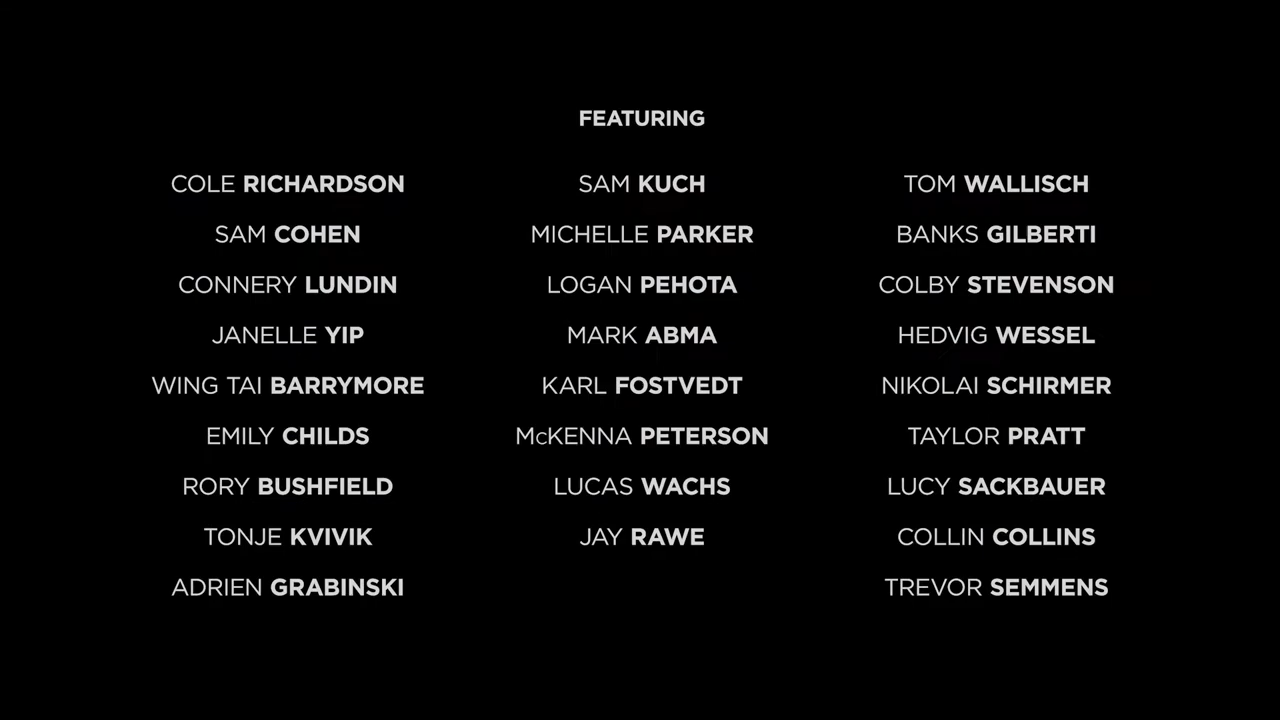 FEATURING
COLE RICHARDSON
SAM COHEN
CONNERY LUNDIN
JANELLE YIP
WING TAI BARRYMORE
EMILY CHILDS
RORY BUSHFIELD
TONJE KVIVIK
ADRIEN GRABINSKI
SAM KUCH
MICHELLE PARKER
LOGAN PEHOTA
MARK ABMA
KARL FOSTVEDT
McKENNA PETERSON
LUCAS WACHS
JAY RAWE
TOM WALLISCH
BANKS GILBERTI
COLBY STEVENSON
HEDVIG WESSEL
NIKOLAI SCHIRMER
TAYLOR PRATT
LUCY SACKBAUER
COLLIN COLLINS
TREVOR SEMMENS